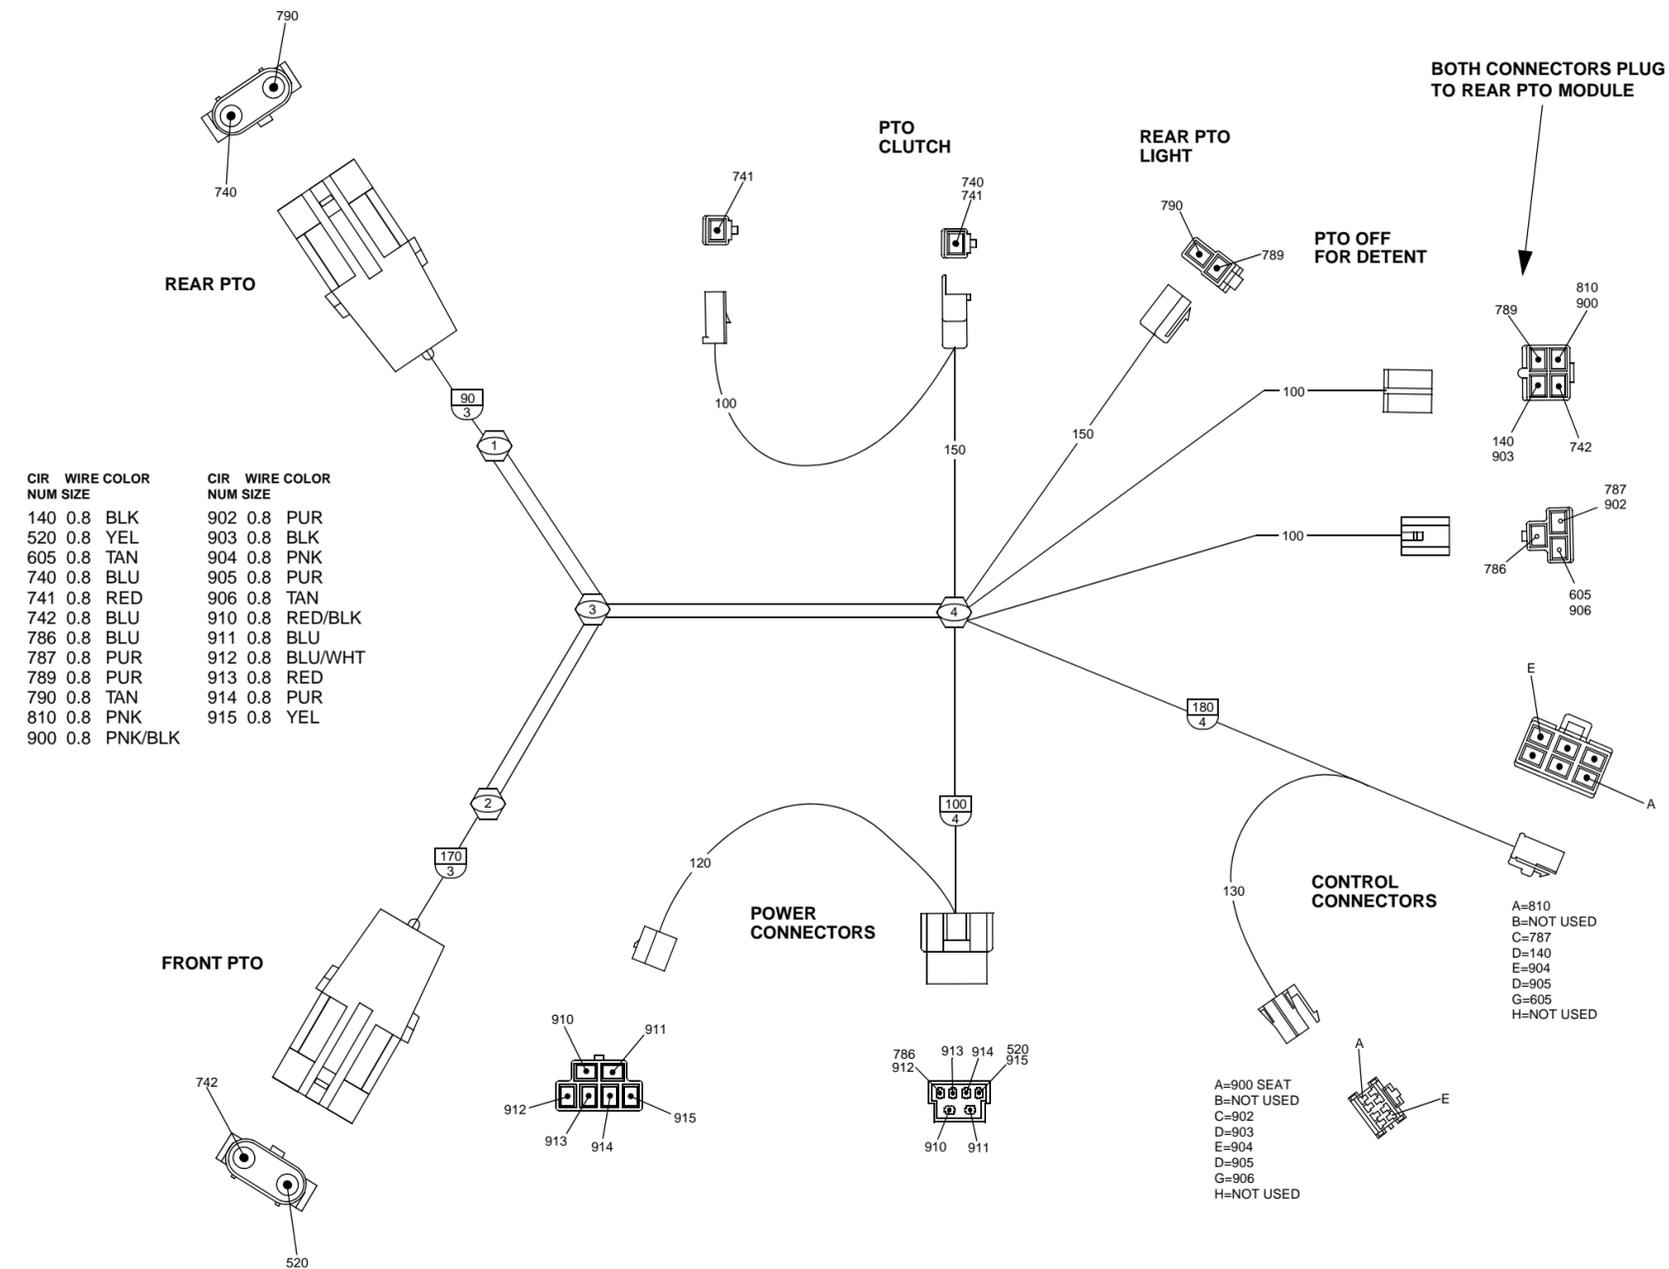 790
740
REAR PTO
90
3
1
CIR WIRE COLOR
NUM SIZE
140 0.8 BLK
520 0.8 YEL
605 0.8 TAN
740 0.8 BLU
741 0.8 RED
742 0.8 BLU
786 0.8 BLU
787 0.8 PUR
789 0.8 PUR
790 0.8 TAN
810 0.8 PNK
900 0.8 PNK/BLK
CIR WIRE COLOR
NUM SIZE
902 0.8 PUR
903 0.8 BLK
904 0.8 PNK
905 0.8 PUR
906 0.8 TAN
910 0.8 RED/BLK
911 0.8 BLU
912 0.8 BLU/WHT
913 0.8 RED
914 0.8 PUR
915 0.8 YEL
3
2
170
3
FRONT PTO
742
520
PTO
CLUTCH
741
740
741
100
150
REAR PTO
LIGHT
790
789
150
PTO OFF
FOR DETENT
BOTH CONNECTORS PLUG
TO REAR PTO MODULE
810
900
789
100
140
903
742
787
902
100
786
605
906
4
180
4
E
A
100
4
120
130
POWER
CONNECTORS
CONTROL
CONNECTORS
A=810
B=NOT USED
C=787
D=140
E=904
D=905
G=605
H=NOT USED
910
911
912
913
914
915
786
912
913
914
520
915
910
911
A=900 SEAT
B=NOT USED
C=902
D=903
E=904
D=905
G=906
H=NOT USED
A
E